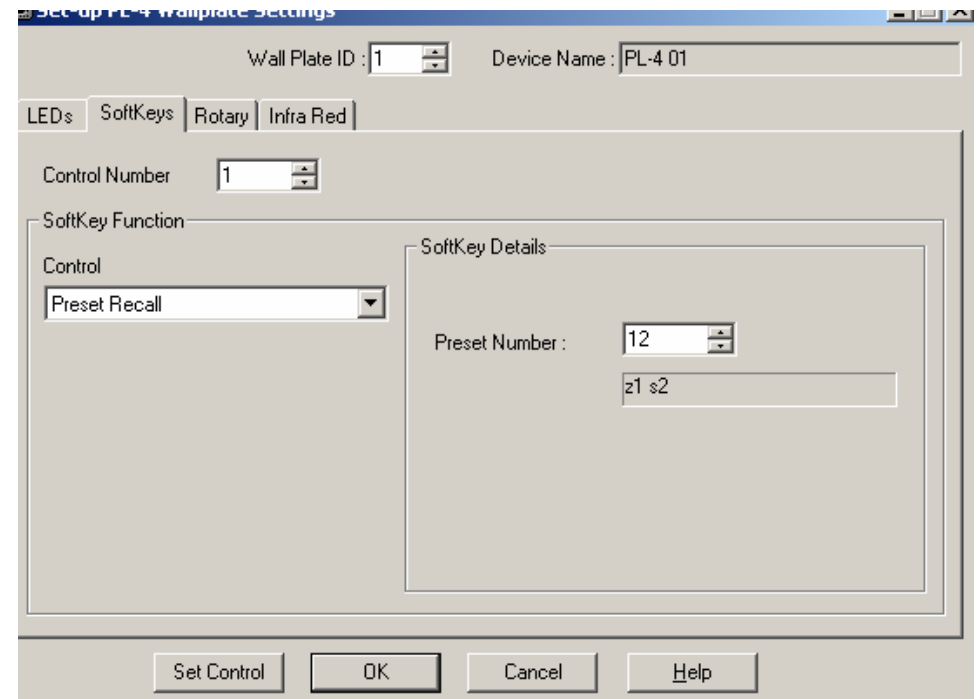 Set-up PL-4 Wallplate Settings
Wall Plate ID : 1 Device Name : PL-4 01
LEDs SoftKeys Rotary Infra Red
Control Number 1
SoftKey Function
SoftKey Details
Control
Preset Recall
Preset Number : 12
z1 s2
Set Control OK Cancel Help